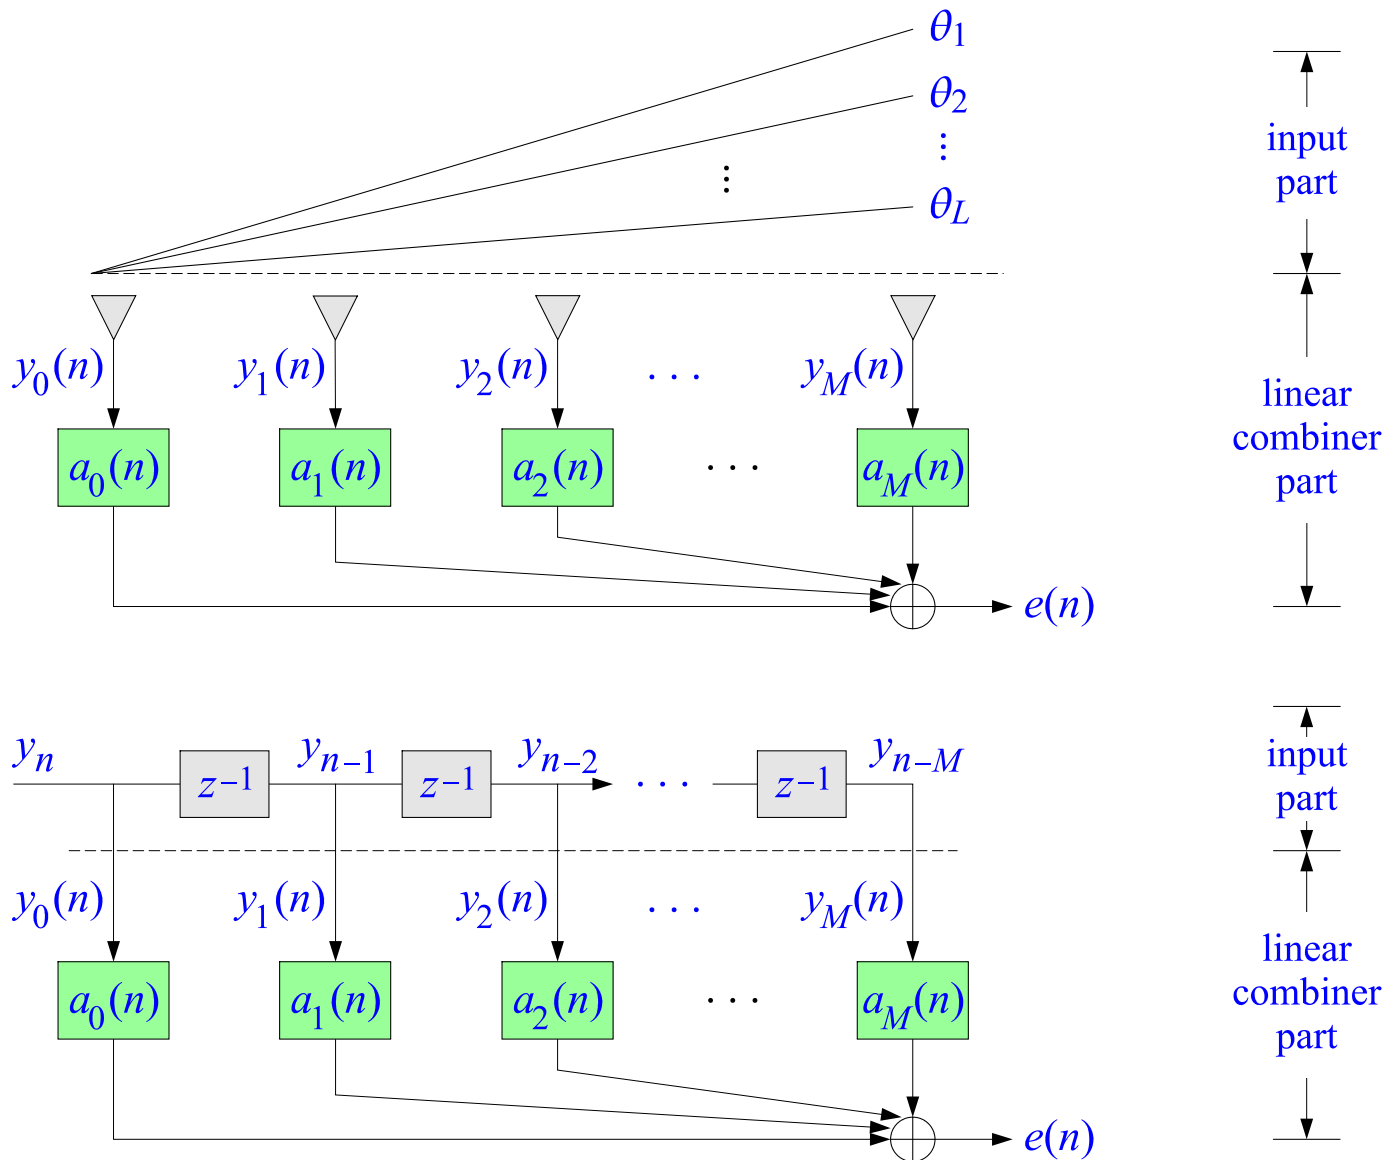 θ1
θ2
⋮
⋮
θL
input
part
y0(n) y1(n) y2(n) . . . yM(n)
a0(n) a1(n) a2(n) . . . aM(n)
linear
combiner
part
e(n)
yn yn−1 yn−2 yn−M
z−1 z−1 . . . z−1
input
part
y0(n) y1(n) y2(n) . . . yM(n)
a0(n) a1(n) a2(n) . . . aM(n)
linear
combiner
part
e(n)